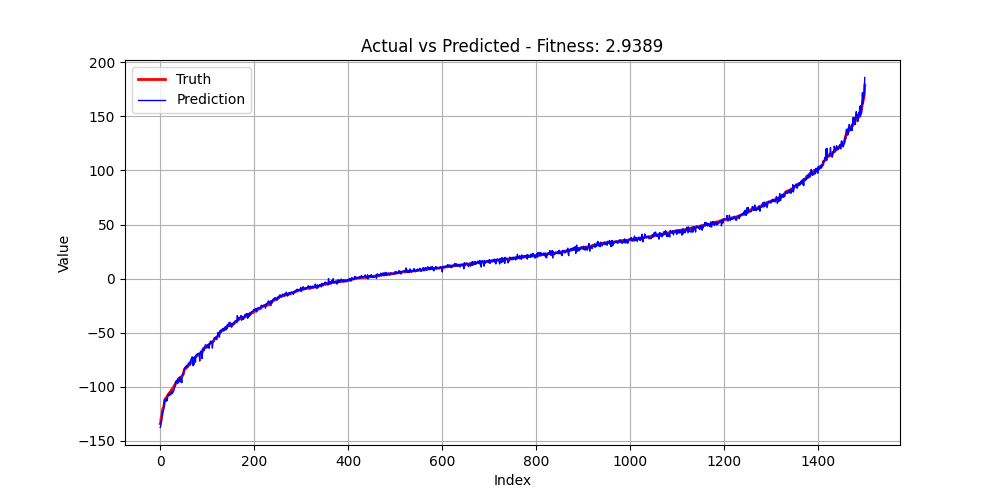 Actual vs Predicted - Fitness: 2.9389
Truth
Prediction
200
150
100
50
0
−50
−100
−150
Value
0 200 400 600 800 1000 1200 1400
Index